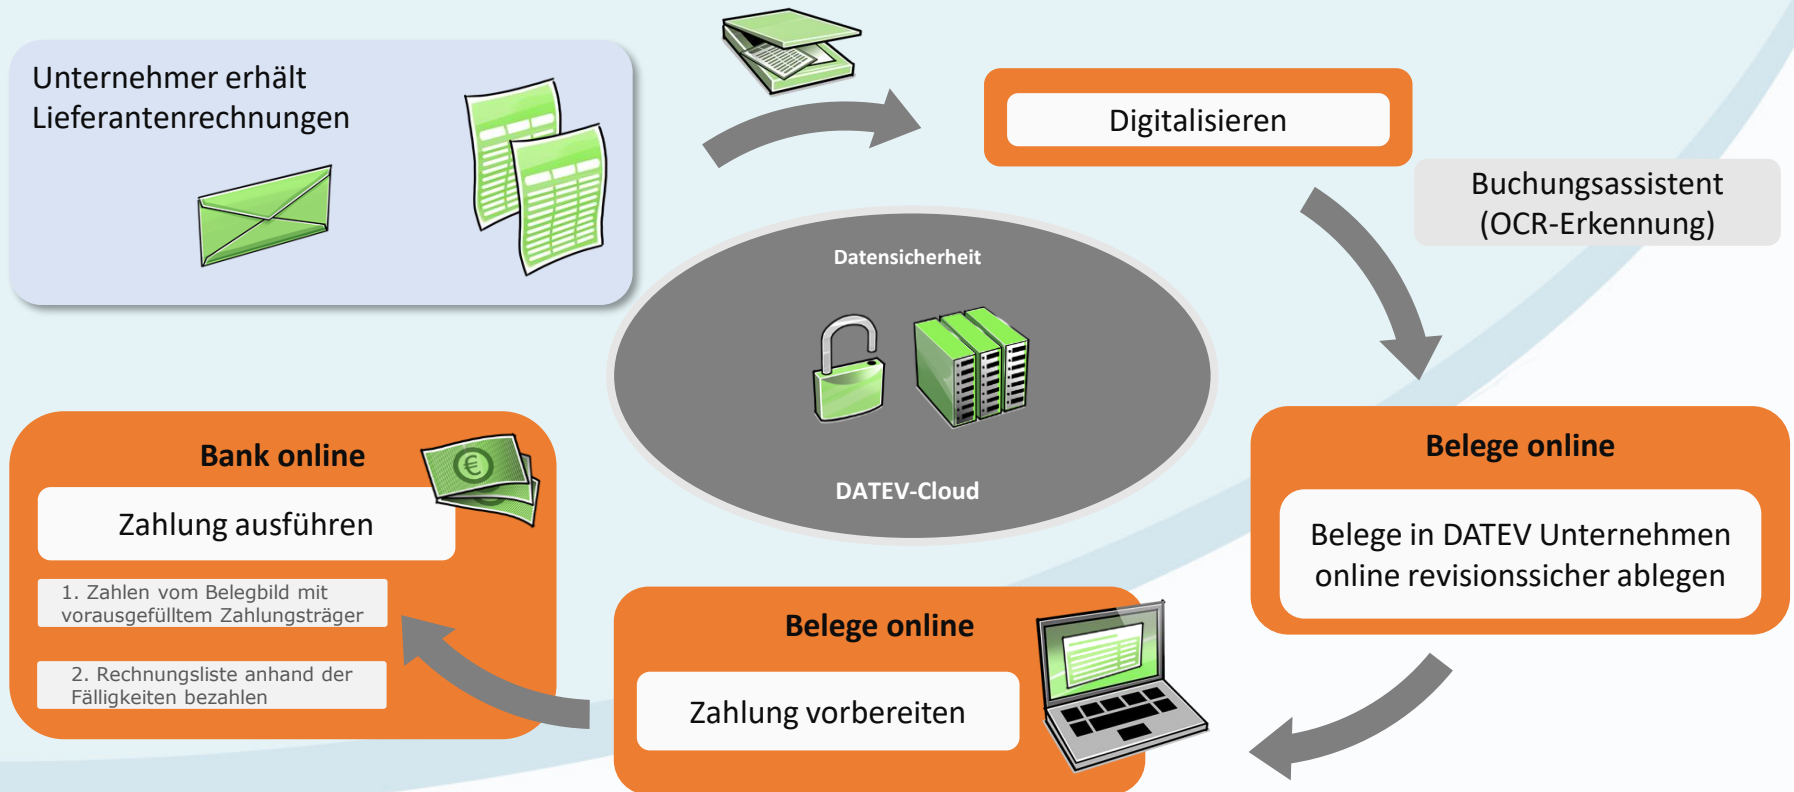 Unternehmer erhält
Lieferantenrechnungen
Digitalisieren
Buchungsassistent
(OCR-Erkennung)
Datensicherheit
DATEV-Cloud
Belege online
Belege in DATEV Unternehmen
online revisionssicher ablegen
Belege online
Zahlung vorbereiten
Bank online
Zahlung ausführen
1. Zahlen vom Belegbild mit
vorausgefülltem Zahlungsträger
2. Rechnungsliste anhand der
Fälligkeiten bezahlen
€